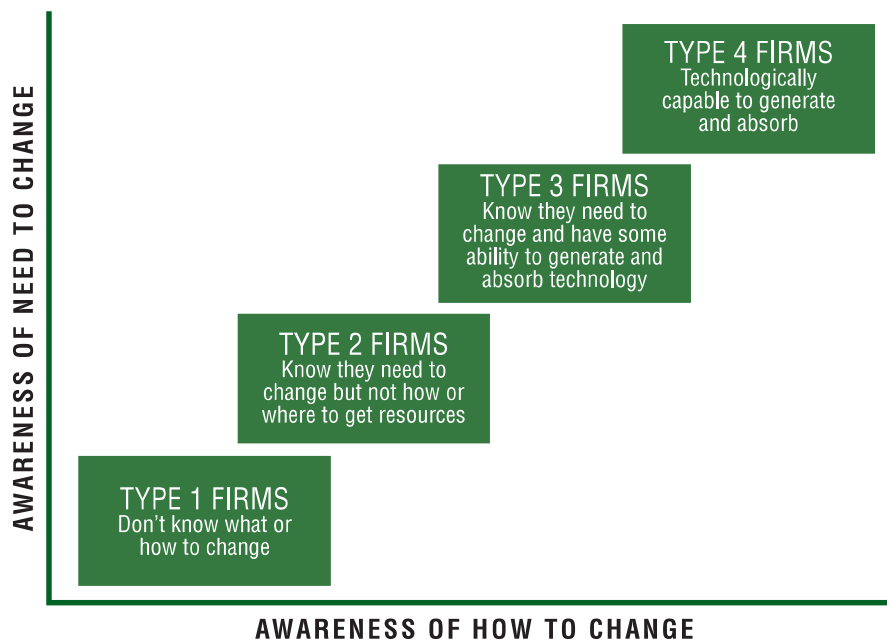 TYPE 4 FIRMS
Technologically
capable to generate
and absorb
TYPE 3 FIRMS
Know they need to
change and have some
ability to generate and
absorb technology
TYPE 2 FIRMS
Know they need to
change but not how or
where to get resources
TYPE 1 FIRMS
Don't know what or
how to change
AWARENESS OF NEED TO CHANGE
AWARENESS OF HOW TO CHANGE